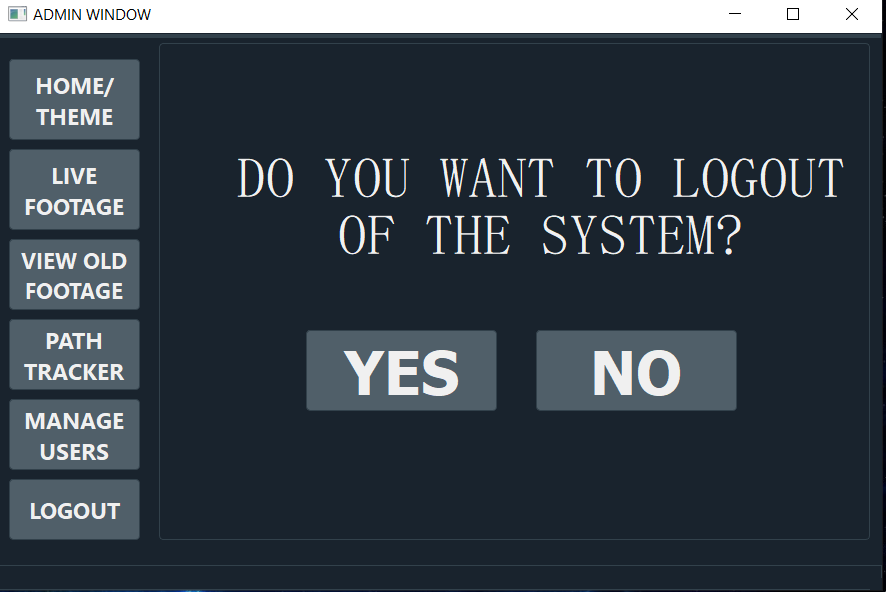 ADMIN WINDOW
HOME/
THEME
LIVE
FOOTAGE
VIEW OLD
FOOTAGE
PATH
TRACKER
MANAGE
USERS
LOGOUT
DO YOU WANT TO LOGOUT
OF THE SYSTEM?
YES NO